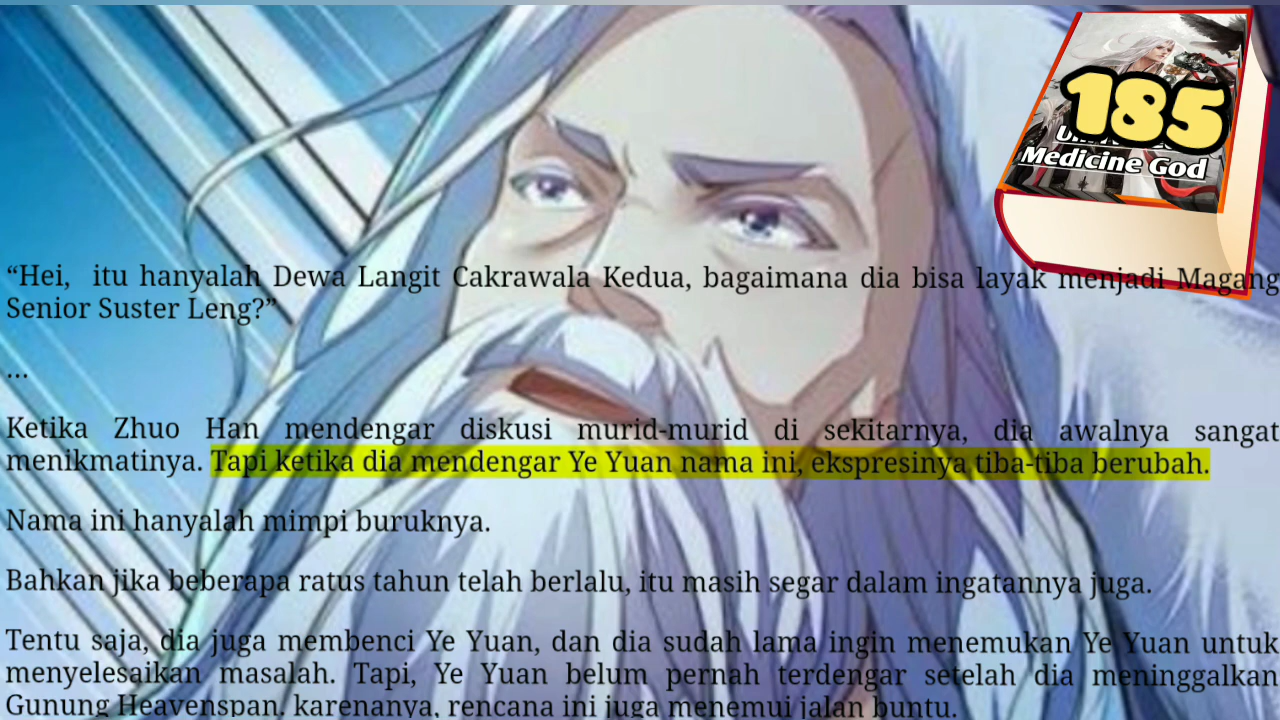 185
Medicine God
“Hei, itu hanyalah Dewa Langit Cakrawala Kedua, bagaimana dia bisa layak menjadi Magang
Senior Suster Leng?”
...
Ketika Zhuo Han mendengar diskusi murid-murid di sekitarnya, dia awalnya sangat
menikmatinya. Tapi ketika dia mendengar Ye Yuan nama ini, ekspresinya tiba-tiba berubah.
Nama ini hanyalah mimpi buruknya.
Bahkan jika beberapa ratus tahun telah berlalu, itu masih segar dalam ingatannya juga.
Tentu saja, dia juga membenci Ye Yuan, dan dia sudah lama ingin menemukan Ye Yuan untuk
menyelesaikan masalah. Tapi, Ye Yuan belum pernah terdengar setelah dia meninggalkan
Gunung Heavenspan. karenanya, rencana ini juga menemui jalan buntu.